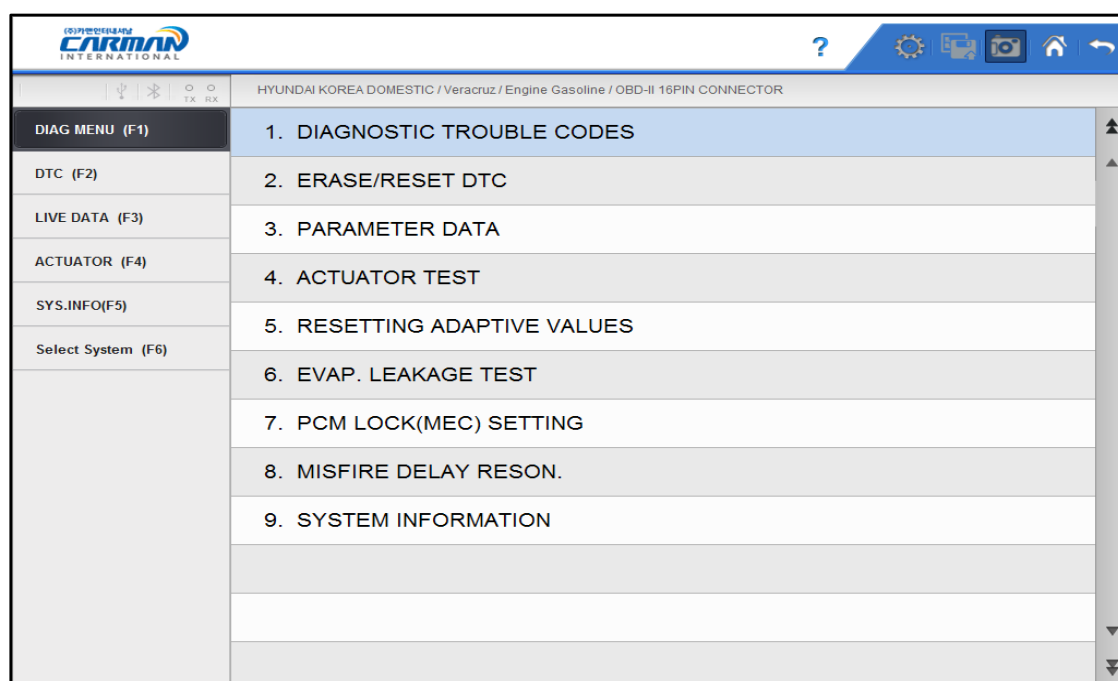 (주)카맨인터내셔날
CARMAN
INTERNATIONAL
?
TX RX
HYUNDAI KOREA DOMESTIC / Veracruz / Engine Gasoline / OBD-II 16PIN CONNECTOR
DIAG MENU (F1)
DTC (F2)
LIVE DATA (F3)
ACTUATOR (F4)
SYS.INFO(F5)
Select System (F6)
1. DIAGNOSTIC TROUBLE CODES
2. ERASE/RESET DTC
3. PARAMETER DATA
4. ACTUATOR TEST
5. RESETTING ADAPTIVE VALUES
6. EVAP. LEAKAGE TEST
7. PCM LOCK(MEC) SETTING
8. MISFIRE DELAY RESON.
9. SYSTEM INFORMATION